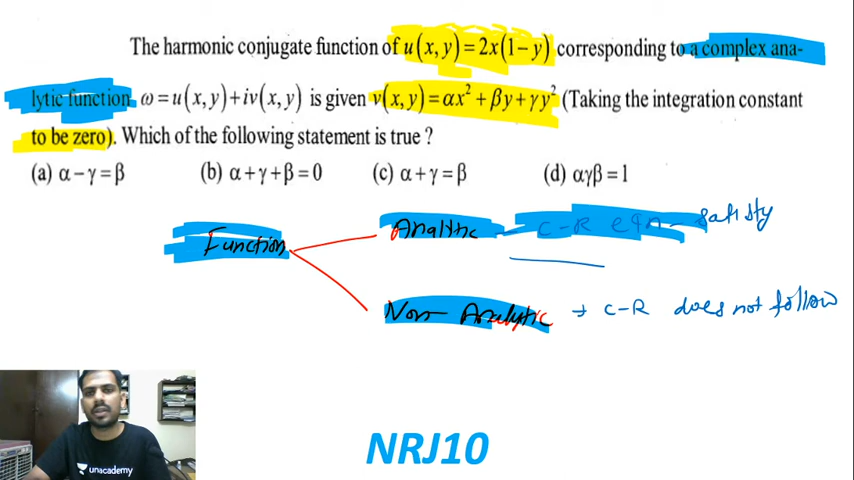 The harmonic conjugate function of u(x, y) = 2x(1−y) corresponding to a complex ana-
lytic function ω = u(x, y) + iv(x, y) is given v(x, y) = αx² + βy + γy² (Taking the integration constant
to be zero). Which of the following statement is true ?
(a) α − γ = β (b) α + γ + β = 0 (c) α + γ = β (d) αγβ = 1
Function Analytic C-R eqn - satisfy
Non-Analytic → C-R does not follow
unacademy
NRJ10